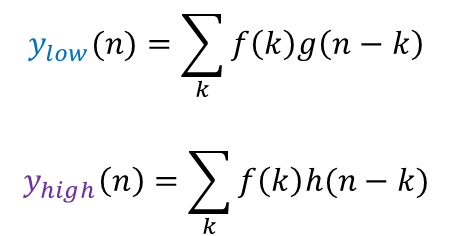 y_low(n) = ∑_k f(k)g(n − k)
y_high(n) = ∑_k f(k)h(n − k)